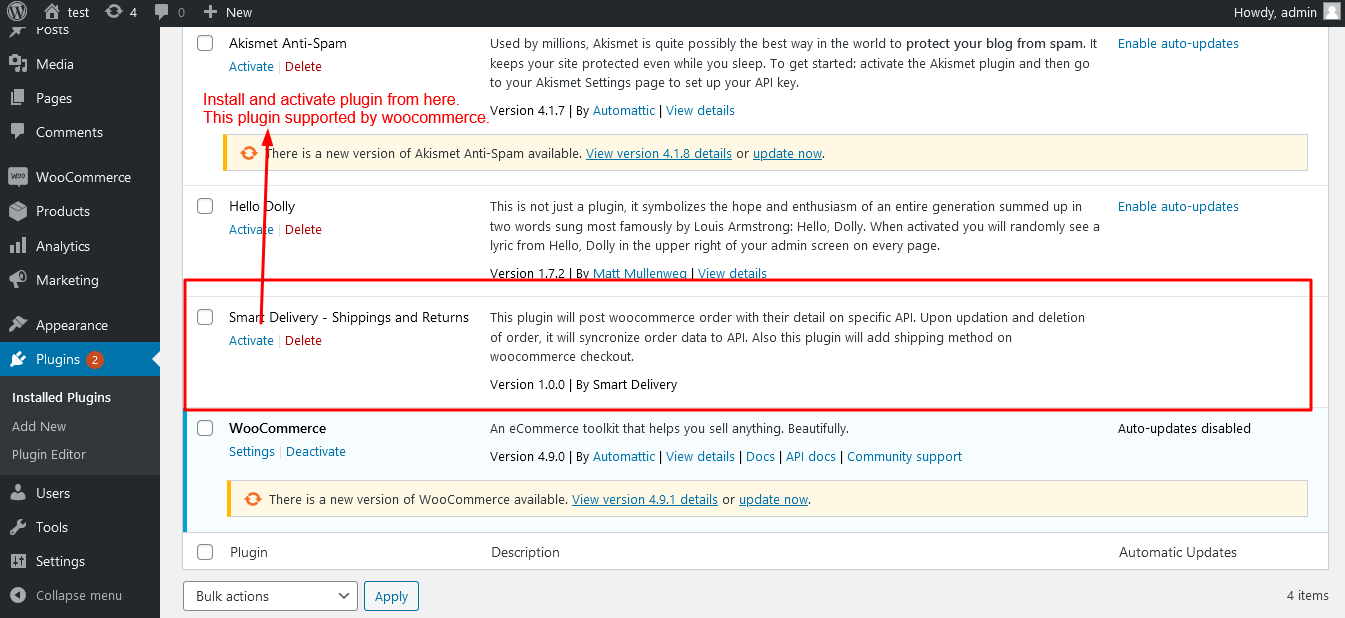 test 4 0 New Howdy, admin
Posts
Media
Pages
Comments
WooCommerce
Products
Analytics
Marketing
Appearance
Plugins 2
Installed Plugins
Add New
Plugin Editor
Users
Tools
Settings
Collapse menu
Akismet Anti-Spam
Activate | Delete
Used by millions, Akismet is quite possibly the best way in the world to protect your blog from spam. It
keeps your site protected even while you sleep. To get started: activate the Akismet plugin and then go
to your Akismet Settings page to set up your API key.
Version 4.1.7 | By Automattic | View details
Enable auto-updates
Install and activate plugin from here.
This plugin supported by woocommerce.
There is a new version of Akismet Anti-Spam available. View version 4.1.8 details or update now.
Hello Dolly
Activate | Delete
This is not just a plugin, it symbolizes the hope and enthusiasm of an entire generation summed up in
two words sung most famously by Louis Armstrong: Hello, Dolly. When activated you will randomly see a
lyric from Hello, Dolly in the upper right of your admin screen on every page.
Version 1.7.2 | By Matt Mullenweg | View details
Enable auto-updates
Smart Delivery - Shippings and Returns
Activate | Delete
This plugin will post woocommerce order with their detail on specific API. Upon updation and deletion
of order, it will syncronize order data to API. Also this plugin will add shipping method on
woocommerce checkout.
Version 1.0.0 | By Smart Delivery
WooCommerce
Settings | Deactivate
An eCommerce toolkit that helps you sell anything. Beautifully.
Version 4.9.0 | By Automattic | View details | Docs | API docs | Community support
Auto-updates disabled
There is a new version of WooCommerce available. View version 4.9.1 details or update now.
Plugin Description Automatic Updates
Bulk actions Apply 4 items